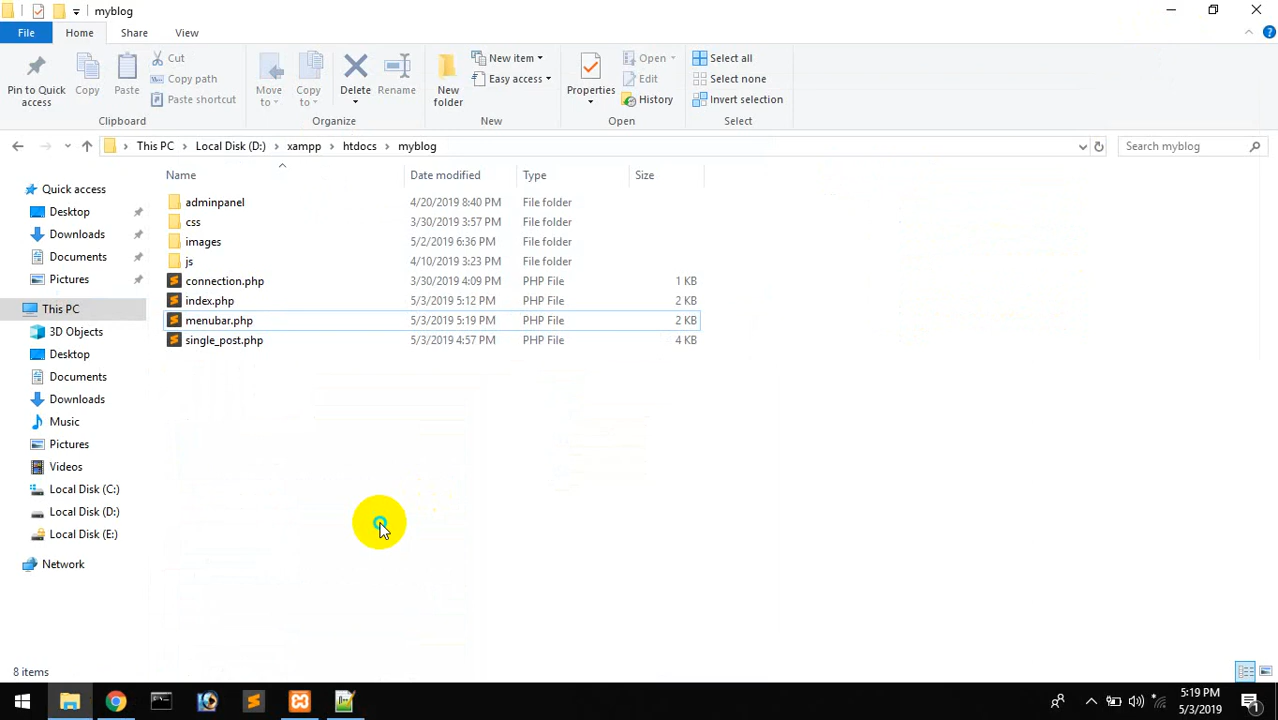 myblog
File Home Share View
Pin to Quick access
Copy
Paste
Cut
Copy path
Paste shortcut
Clipboard
Move to
Copy to
Delete
Rename
Organize
New folder
New item
Easy access
New
Properties
Open
Edit
History
Open
Select all
Select none
Invert selection
Select
This PC Local Disk (D:) xampp htdocs myblog
Search myblog
Name Date modified Type Size
adminpanel 4/20/2019 8:40 PM File folder
css 3/30/2019 3:57 PM File folder
images 5/2/2019 6:36 PM File folder
js 4/10/2019 3:23 PM File folder
connection.php 3/30/2019 4:09 PM PHP File 1 KB
index.php 5/3/2019 5:12 PM PHP File 2 KB
menubar.php 5/3/2019 5:19 PM PHP File 2 KB
single_post.php 5/3/2019 4:57 PM PHP File 4 KB
Quick access
Desktop
Downloads
Documents
Pictures
This PC
3D Objects
Desktop
Documents
Downloads
Music
Pictures
Videos
Local Disk (C:)
Local Disk (D:)
Local Disk (E:)
Network
8 items
5:19 PM
5/3/2019
1